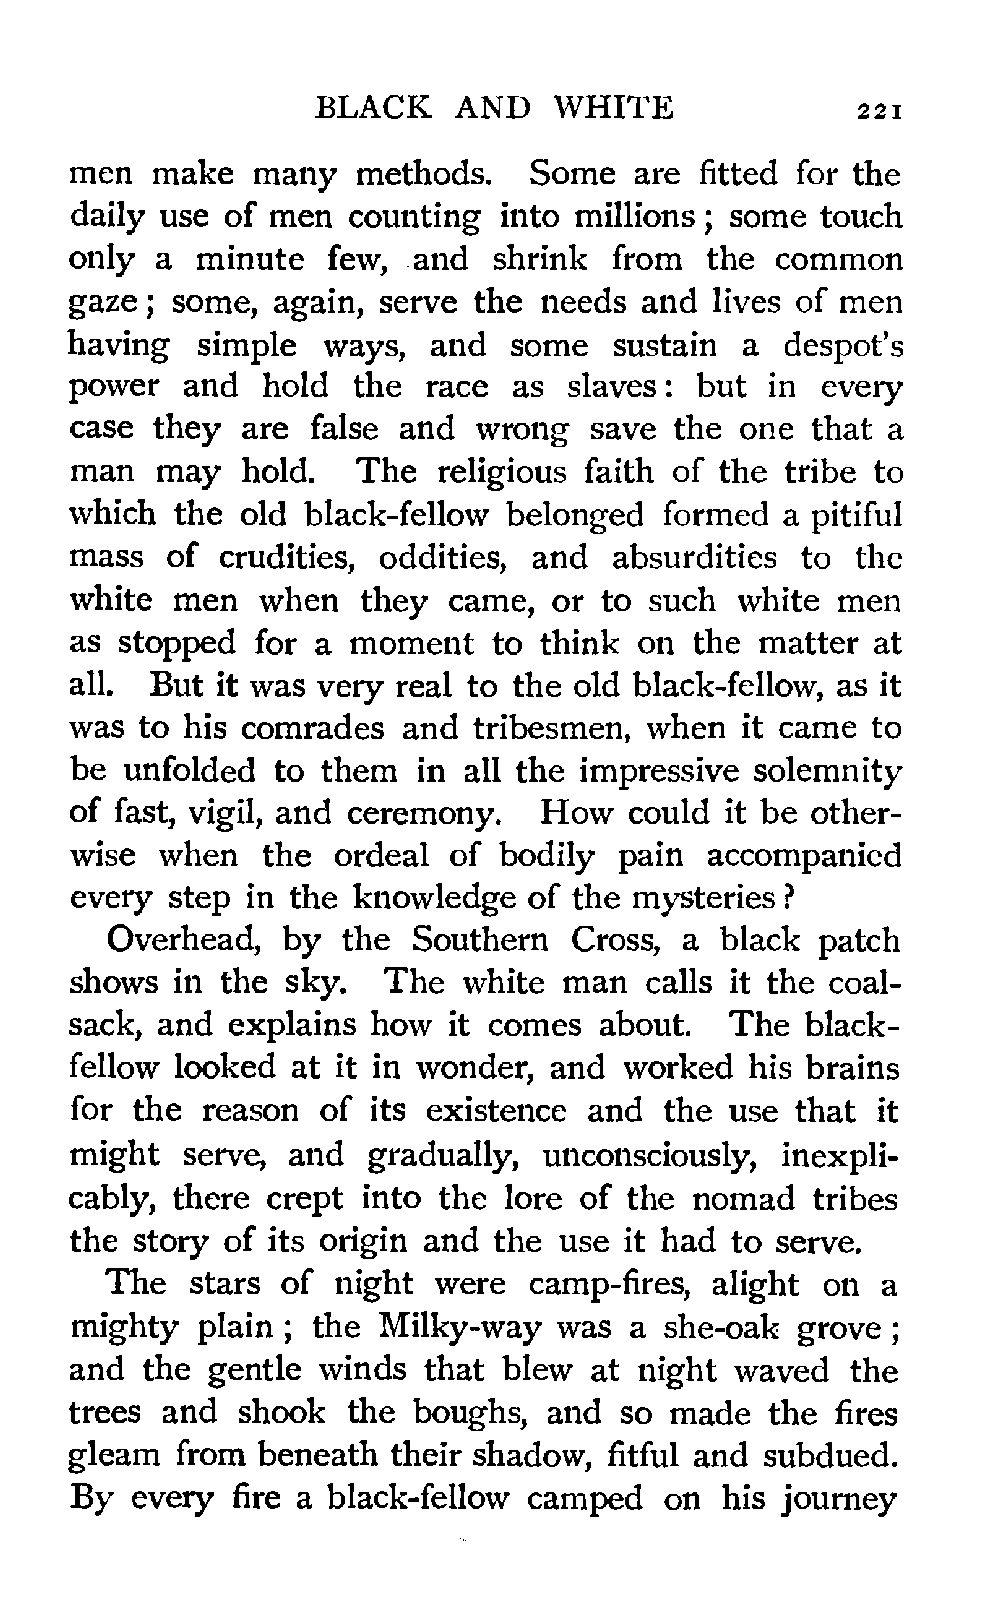 BLACK AND WHITE 221
men make many methods. Some are fitted for the
daily use of men counting into millions ; some touch
only a minute few, and shrink from the common
gaze ; some, again, serve the needs and lives of men
having simple ways, and some sustain a despot's
power and hold the race as slaves : but in every
case they are false and wrong save the one that a
man may hold. The religious faith of the tribe to
which the old black-fellow belonged formed a pitiful
mass of crudities, oddities, and absurdities to the
white men when they came, or to such white men
as stopped for a moment to think on the matter at
all. But it was very real to the old black-fellow, as it
was to his comrades and tribesmen, when it came to
be unfolded to them in all the impressive solemnity
of fast, vigil, and ceremony. How could it be other-
wise when the ordeal of bodily pain accompanied
every step in the knowledge of the mysteries ?
Overhead, by the Southern Cross, a black patch
shows in the sky. The white man calls it the coal-
sack, and explains how it comes about. The black-
fellow looked at it in wonder, and worked his brains
for the reason of its existence and the use that it
might serve, and gradually, unconsciously, inexpli-
cably, there crept into the lore of the nomad tribes
the story of its origin and the use it had to serve.
The stars of night were camp-fires, alight on a
mighty plain ; the Milky-way was a she-oak grove ;
and the gentle winds that blew at night waved the
trees and shook the boughs, and so made the fires
gleam from beneath their shadow, fitful and subdued.
By every fire a black-fellow camped on his journey